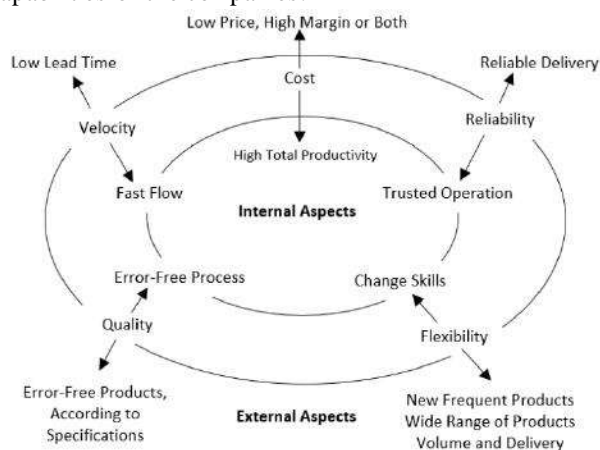 Low Price, High Margin or Both
Low Lead Time
Reliable Delivery
Cost
Velocity
Reliability
High Total Productivity
Fast Flow
Trusted Operation
Internal Aspects
Error-Free Process
Change Skills
Quality
Flexibility
Error-Free Products,
According to
Specifications
External Aspects
New Frequent Products
Wide Range of Products
Volume and Delivery